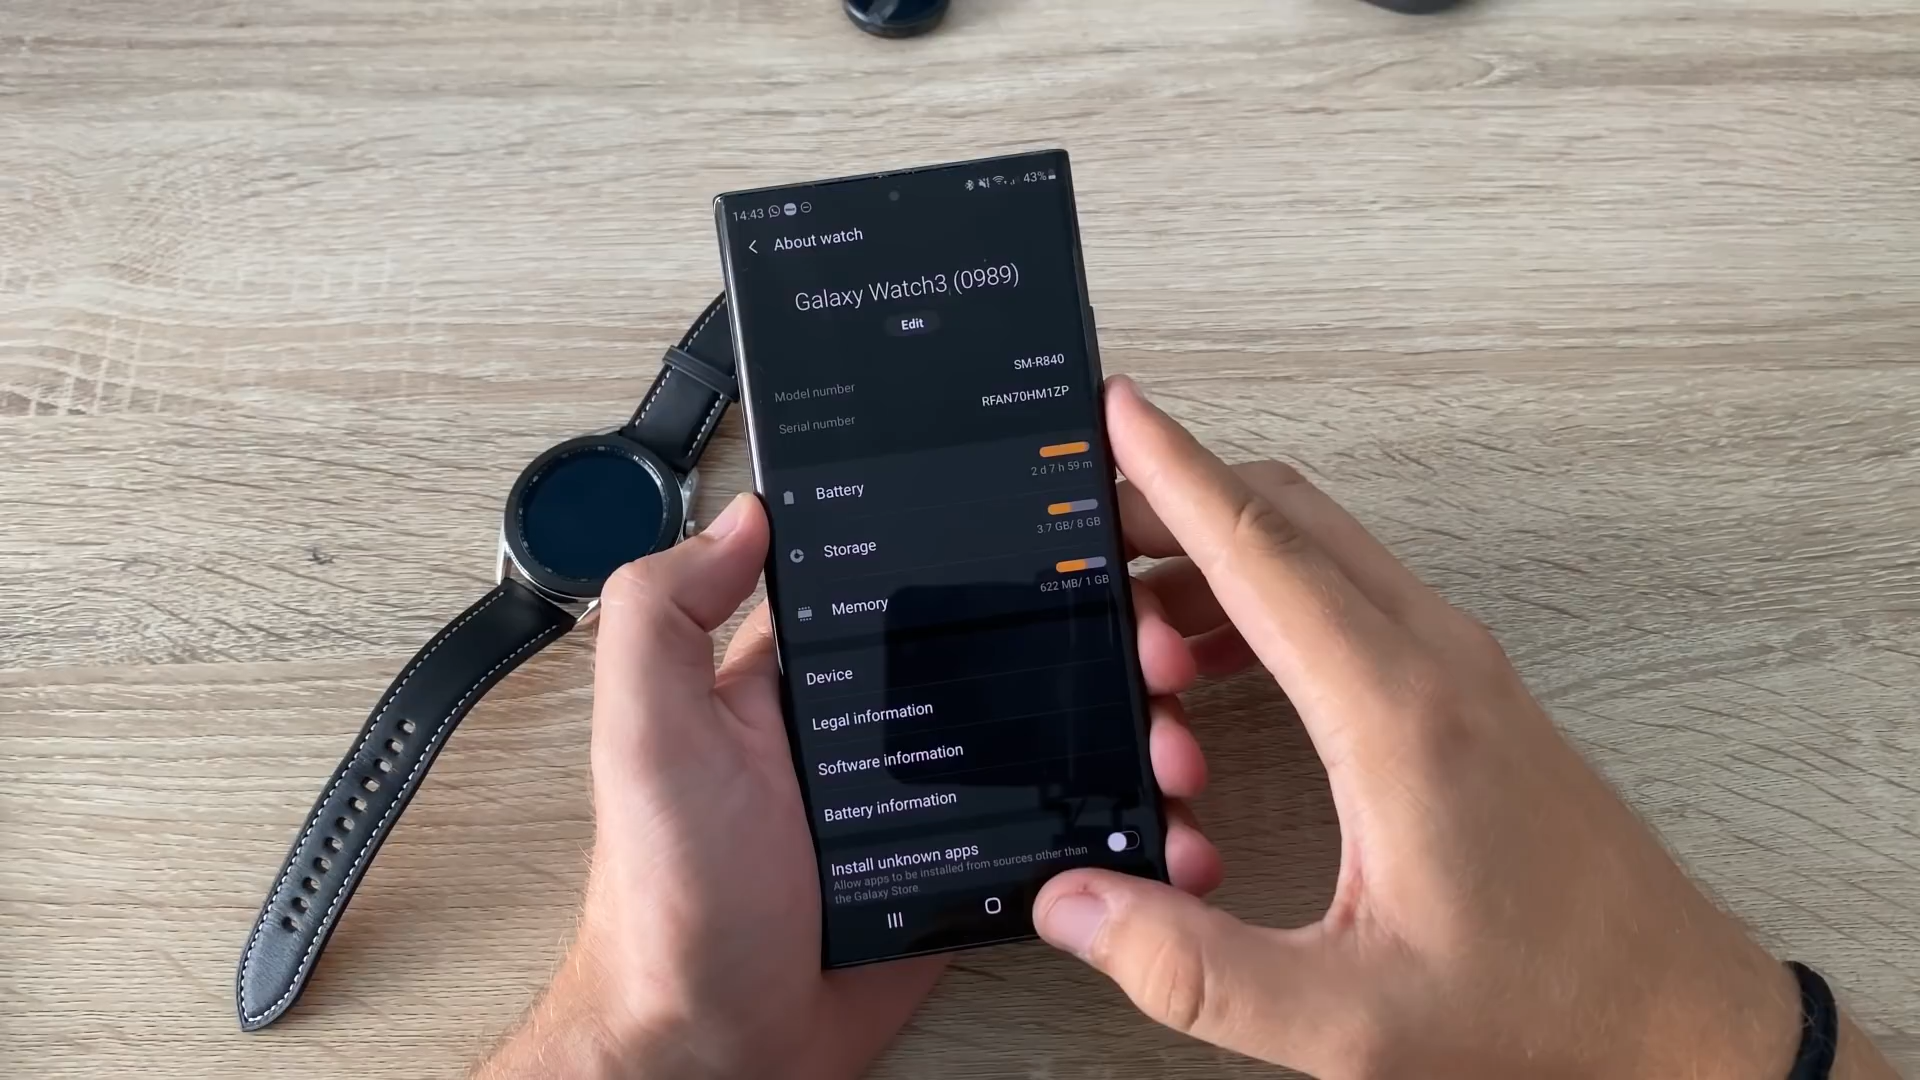 14:43
43%
About watch
Galaxy Watch3 (0989)
Edit
Model number
SM-R840
Serial number
RFAN70HM1ZP
Battery
2 d 7 h 59 m
Storage
3.7 GB/ 8 GB
Memory
622 MB/ 1 GB
Device
Legal information
Software information
Battery information
Install unknown apps
Allow apps to be installed from sources other than
the Galaxy Store.